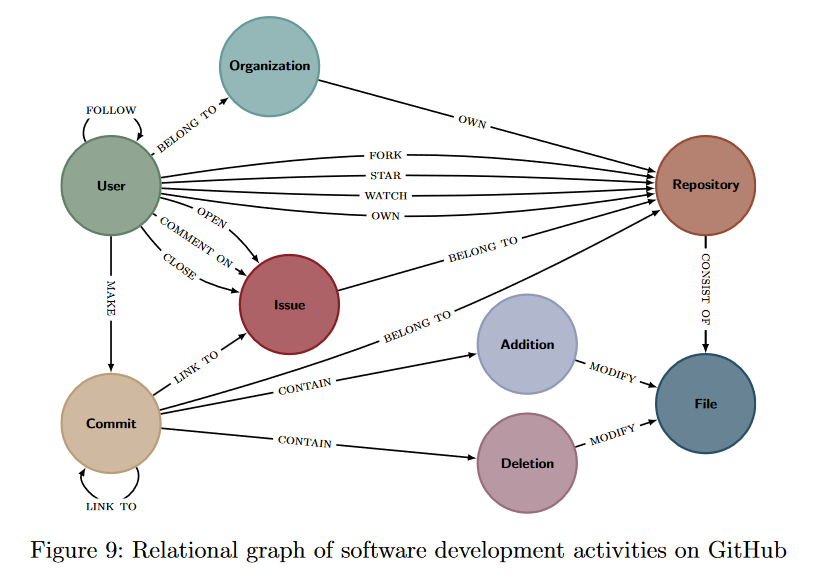 Organization
FOLLOW
BELONG TO
OWN
FORK
STAR
WATCH
OWN
User
Repository
OPEN
COMMENT ON
CLOSE
BELONG TO
CONSIST OF
MAKE
Issue
BELONG TO
Addition
LINK TO
CONTAIN
MODIFY
File
Commit
CONTAIN
MODIFY
Deletion
LINK TO
Figure 9: Relational graph of software development activities on GitHub